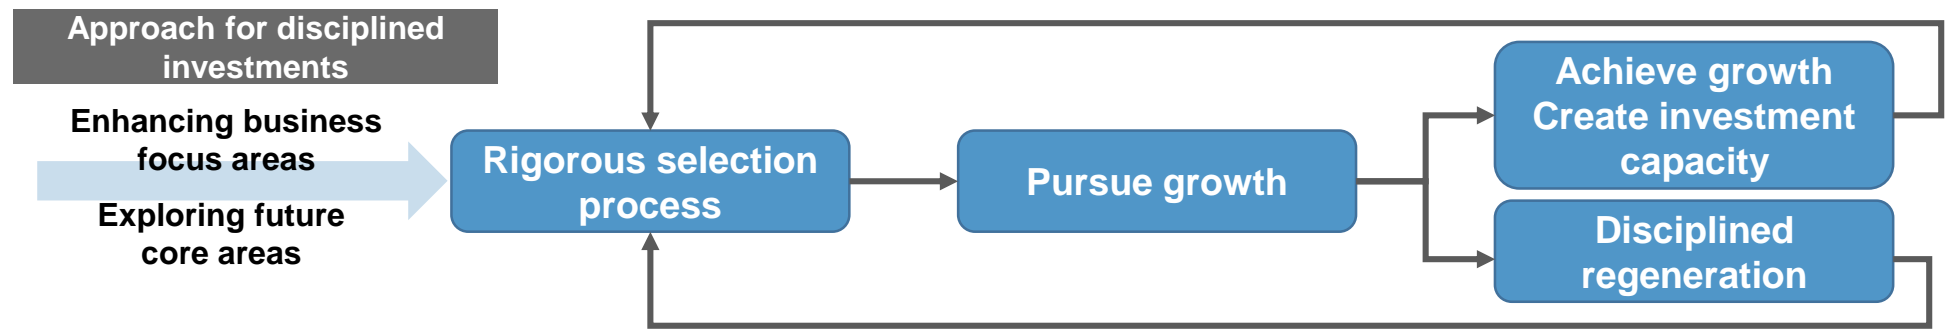 Approach for disciplined
investments
Enhancing business
focus areas
Exploring future
core areas
Rigorous selection
process
Pursue growth
Achieve growth
Create investment
capacity
Disciplined
regeneration